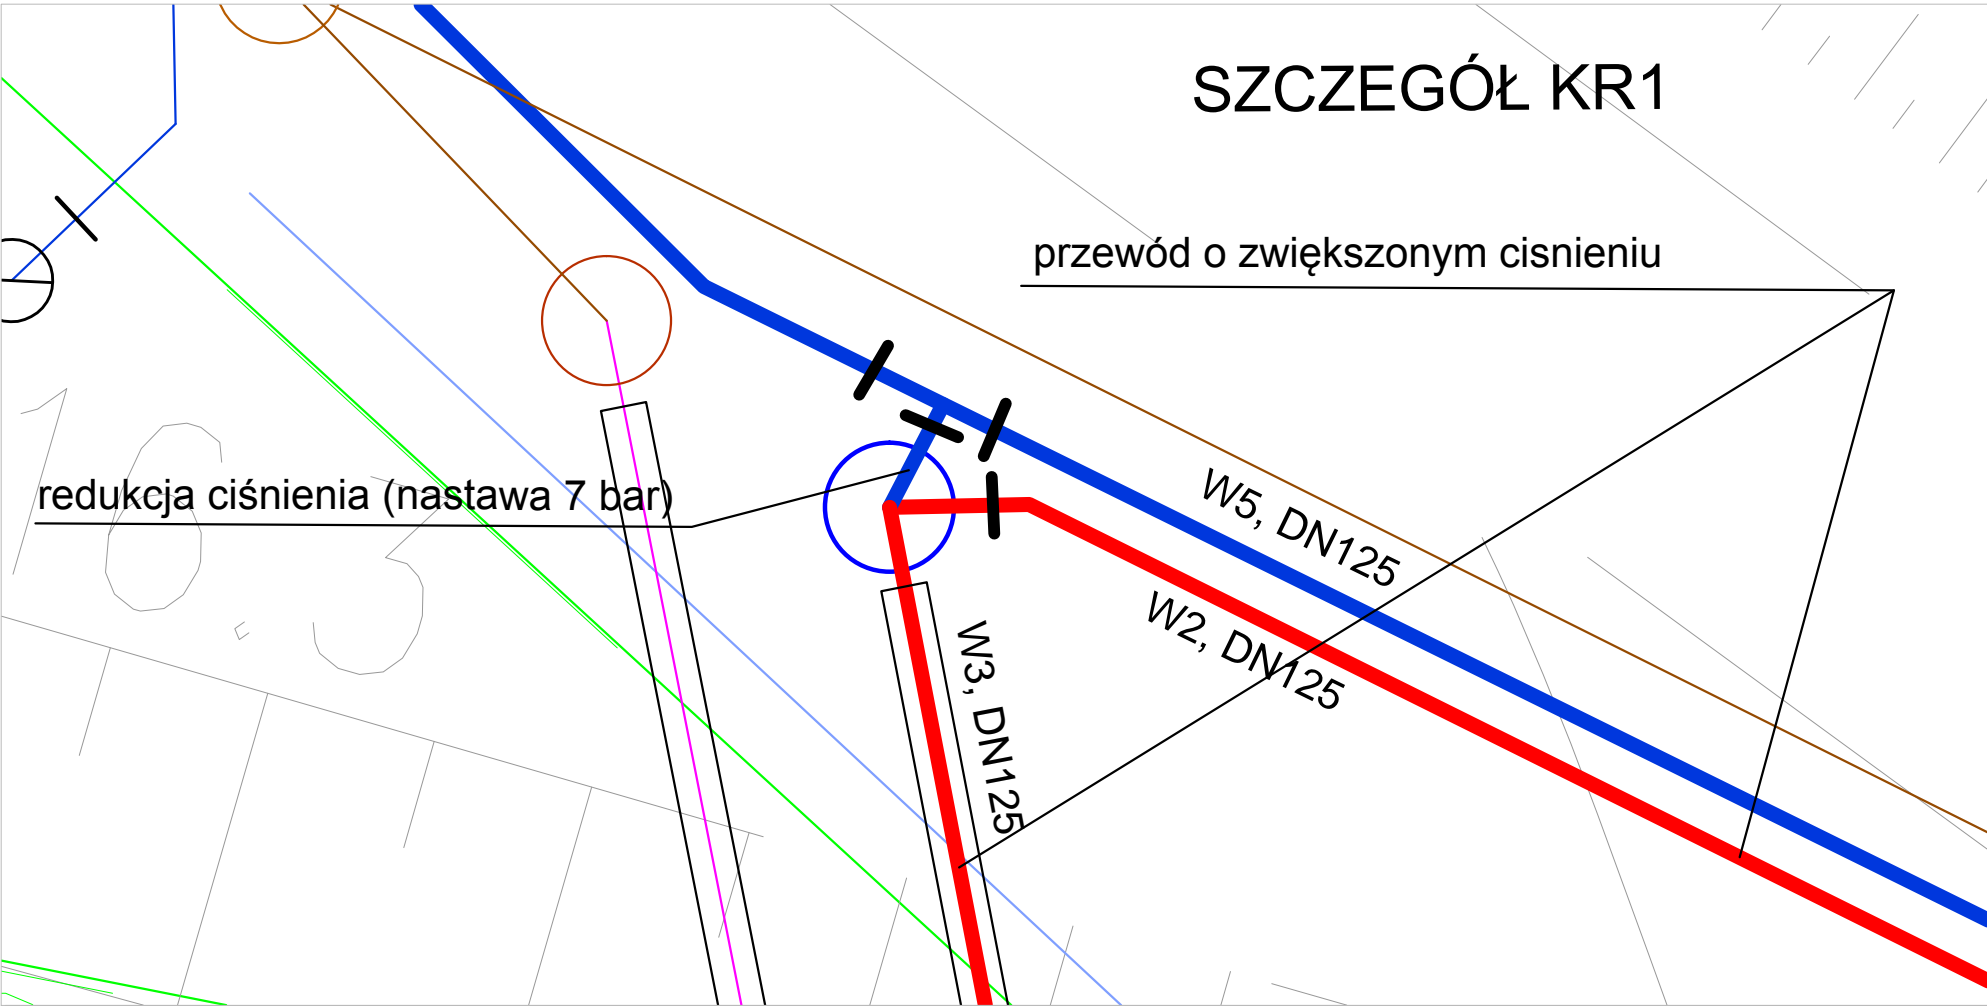 SZCZEGÓŁ KR1
przewód o zwiększonym cisnieniu
redukcja ciśnienia (nastawa 7 bar)
W5, DN125
W2, DN125
W3, DN125